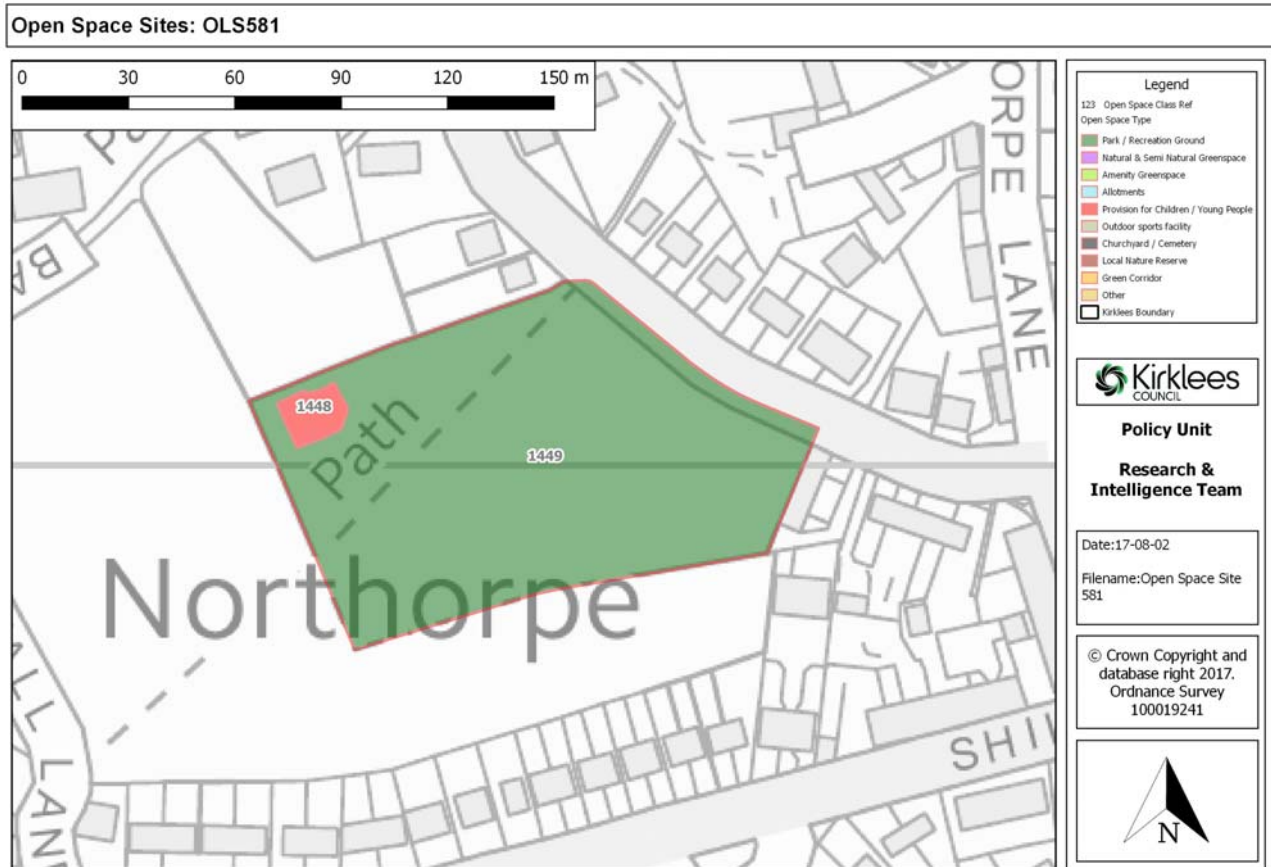 Open Space Sites: OLS581
0 30 60 90 120 150 m
ORPE LANE
BA
1448
Path
1449
Northorpe
ALL LANE
SHI
Legend
123 Open Space Class Ref
Open Space Type
Park / Recreation Ground
Natural & Semi Natural Greenspace
Amenity Greenspace
Allotments
Provision for Children / Young People
Outdoor sports facility
Churchyard / Cemetery
Local Nature Reserve
Green Corridor
Other
Kirklees Boundary
Kirklees
COUNCIL
Policy Unit
Research &
Intelligence Team
Date:17-08-02
Filename:Open Space Site
581
© Crown Copyright and
database right 2017.
Ordnance Survey
100019241
N